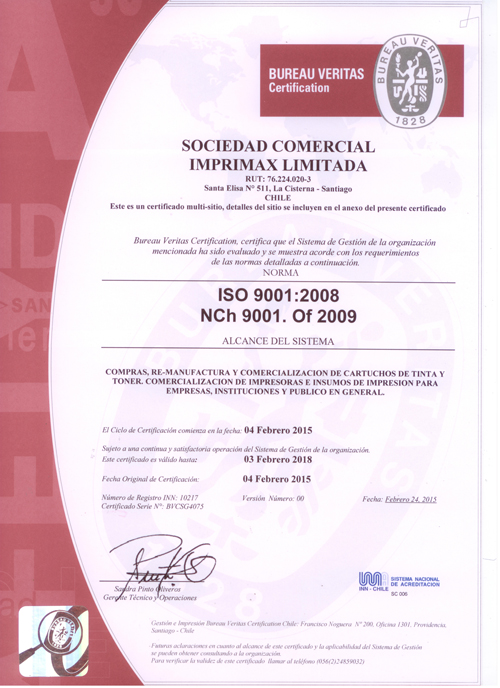 BUREAU VERITAS
Certification
BUREAU VERITAS
1828
SOCIEDAD COMERCIAL
IMPRIMAX LIMITADA
RUT: 76.224.020-3
Santa Elisa N° 511, La Cisterna - Santiago
CHILE
Este es un certificado multi-sitio, detalles del sitio se incluyen en el anexo del presente certificado
Bureau Veritas Certification, certifica que el Sistema de Gestión de la organización
mencionada ha sido evaluado y se muestra acorde con los requerimientos
de las normas detalladas a continuación.
NORMA
ISO 9001:2008
NCh 9001. Of 2009
ALCANCE DEL SISTEMA
COMPRAS, RE-MANUFACTURA Y COMERCIALIZACION DE CARTUCHOS DE TINTA Y
TONER. COMERCIALIZACION DE IMPRESORAS E INSUMOS DE IMPRESION PARA
EMPRESAS, INSTITUCIONES Y PUBLICO EN GENERAL.
El Ciclo de Certificación comienza en la fecha: 04 Febrero 2015
Sujeto a una continua y satisfactoria operación del Sistema de Gestión de la organización.
Este certificado es válido hasta: 03 Febrero 2018
Fecha Original de Certificación: 04 Febrero 2015
Número de Registro INN: 10217 Versión Número: 00 Fecha: Febrero 24, 2015
Certificado Serie N°: BVCSG4075
Sandra Pinto Oliveros
Gerente Técnico y Operaciones
INN - CHILE
SISTEMA NACIONAL
DE ACREDITACION
SC 006
Gestión e Impresión Bureau Veritas Certification Chile: Francisco Noguera N° 200, Oficina 1301. Providencia,
Santiago - Chile
Futuras aclaraciones en cuanto al alcance de este certificado y la aplicabilidad del Sistema de Gestión
se pueden obtener consultando a la organización.
Para verificar la validez de este certificado llamar al teléfono (056(2)24859032)